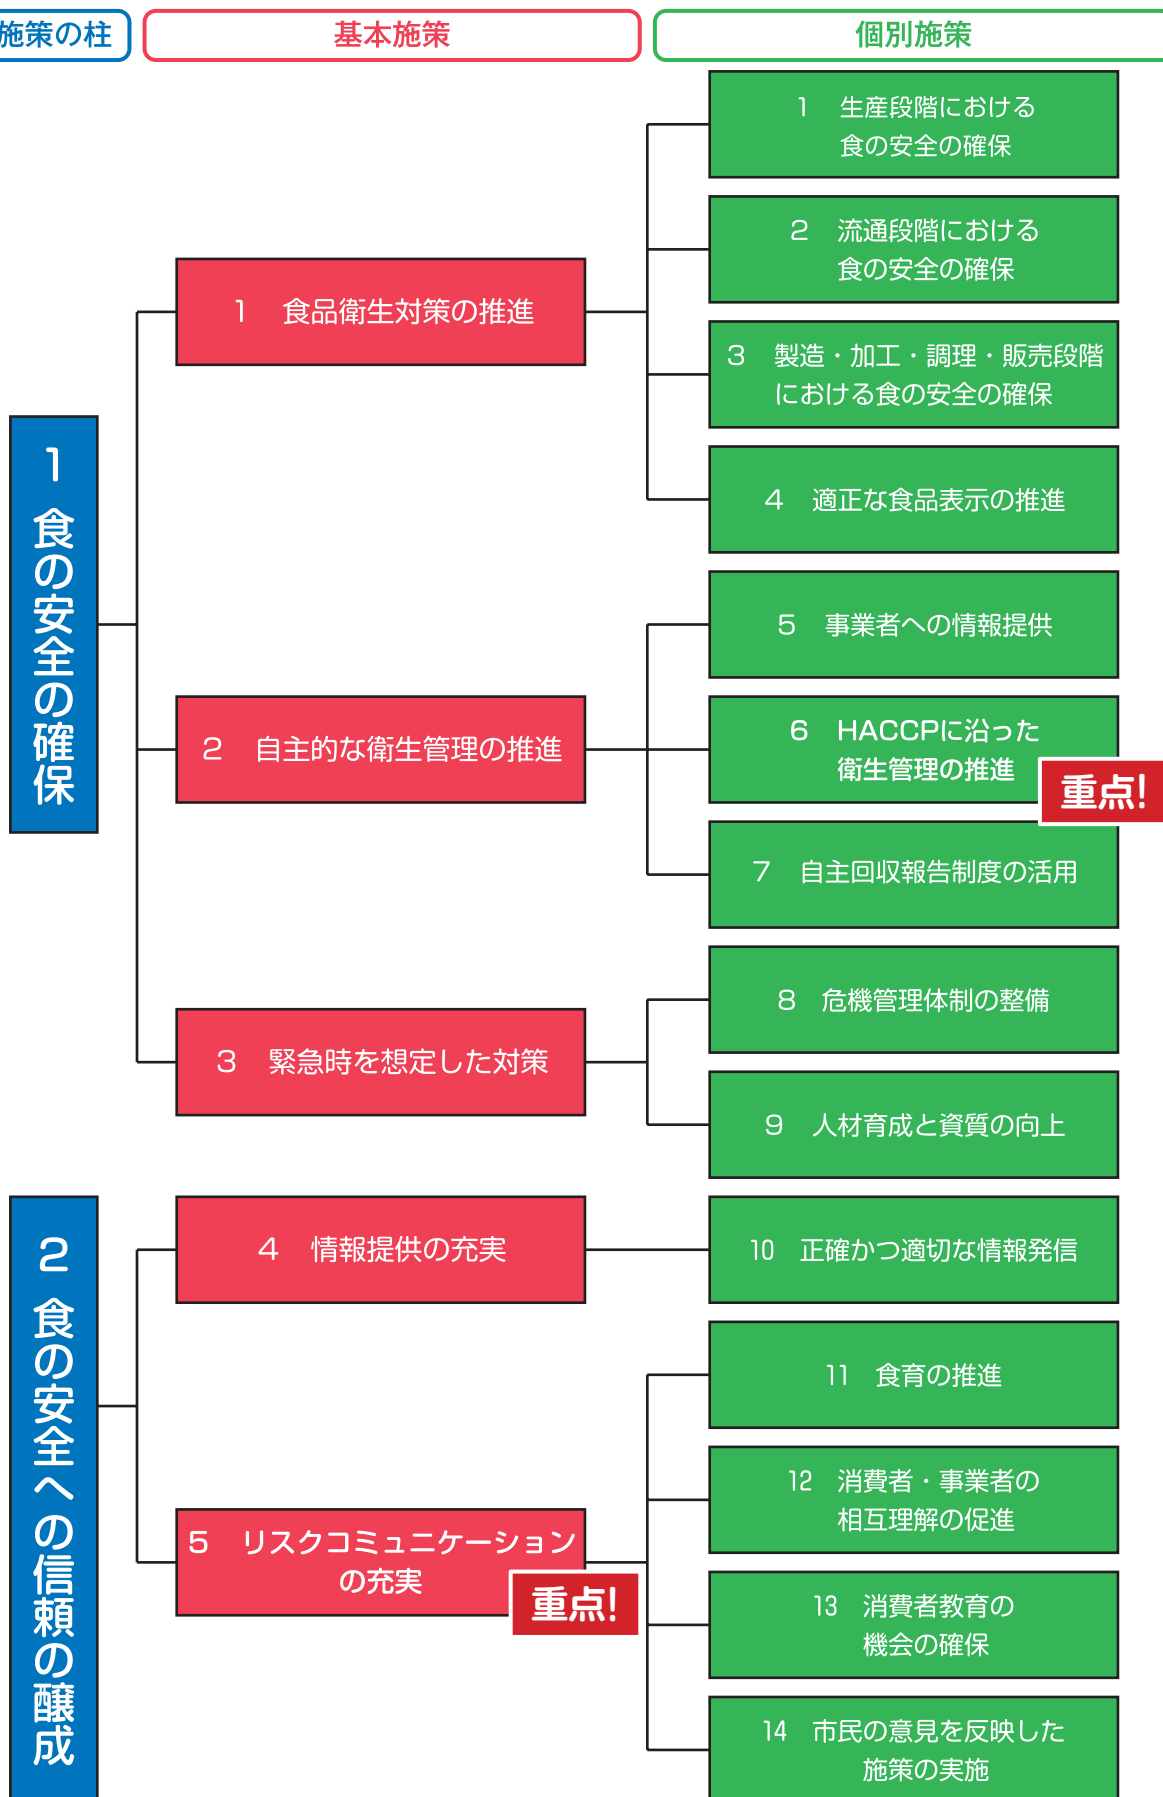 施策の柱
基本施策
個別施策
1 食の安全の確保
1 食品衛生対策の推進
1 生産段階における
食の安全の確保
2 流通段階における
食の安全の確保
3 製造・加工・調理・販売段階
における食の安全の確保
4 適正な食品表示の推進
2 自主的な衛生管理の推進
5 事業者への情報提供
6 HACCPに沿った
衛生管理の推進
重点!
7 自主回収報告制度の活用
3 緊急時を想定した対策
8 危機管理体制の整備
9 人材育成と資質の向上
2 食の安全への信頼の醸成
4 情報提供の充実
10 正確かつ適切な情報発信
5 リスクコミュニケーション
の充実
重点!
11 食育の推進
12 消費者・事業者の
相互理解の促進
13 消費者教育の
機会の確保
14 市民の意見を反映した
施策の実施